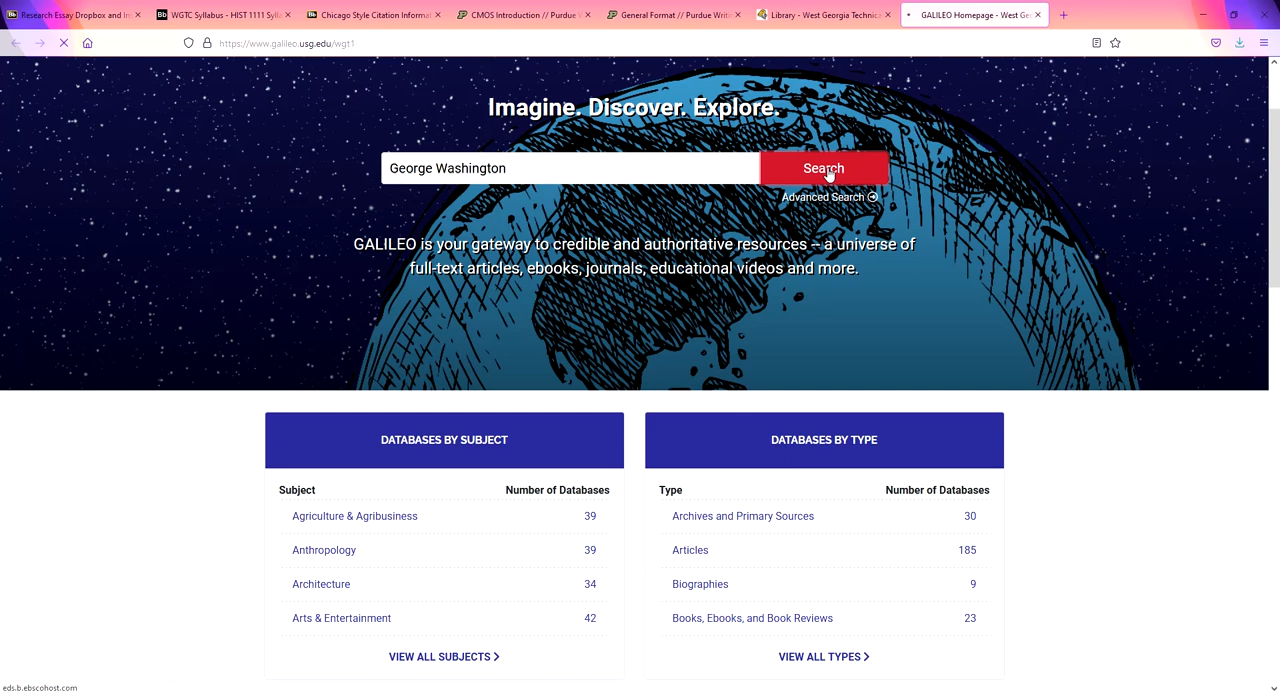 Research Essay Dropbox and In
WGTC Syllabus - HIST 1111 Sylla
Chicago Style Citation Informat
CMOS Introduction // Purdue W
General Format // Purdue Writi
Library - West Georgia Technica
GALILEO Homepage - West Geo
https://www.galileo.usg.edu/wgt1
Imagine. Discover. Explore.
George Washington
Search
Advanced Search
GALILEO is your gateway to credible and authoritative resources -- a universe of
full-text articles, ebooks, journals, educational videos and more.
DATABASES BY SUBJECT
Subject Number of Databases
Agriculture & Agribusiness 39
Anthropology 39
Architecture 34
Arts & Entertainment 42
VIEW ALL SUBJECTS
DATABASES BY TYPE
Type Number of Databases
Archives and Primary Sources 30
Articles 185
Biographies 9
Books, Ebooks, and Book Reviews 23
VIEW ALL TYPES
eds.b.ebscohost.com